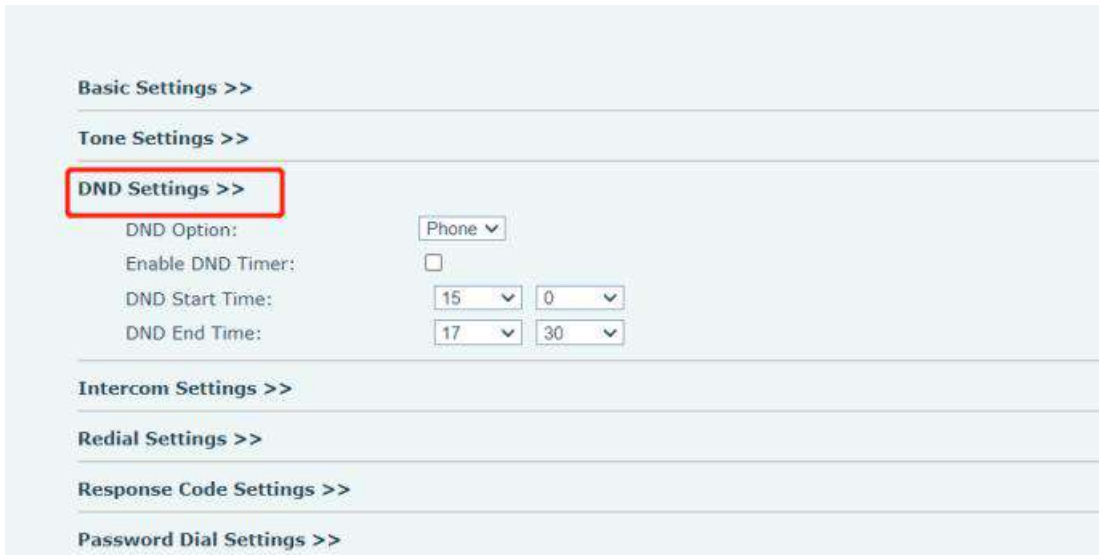 Basic Settings >>
Tone Settings >>
DND Settings >>
DND Option: Phone
Enable DND Timer:
DND Start Time: 15 0
DND End Time: 17 30
Intercom Settings >>
Redial Settings >>
Response Code Settings >>
Password Dial Settings >>